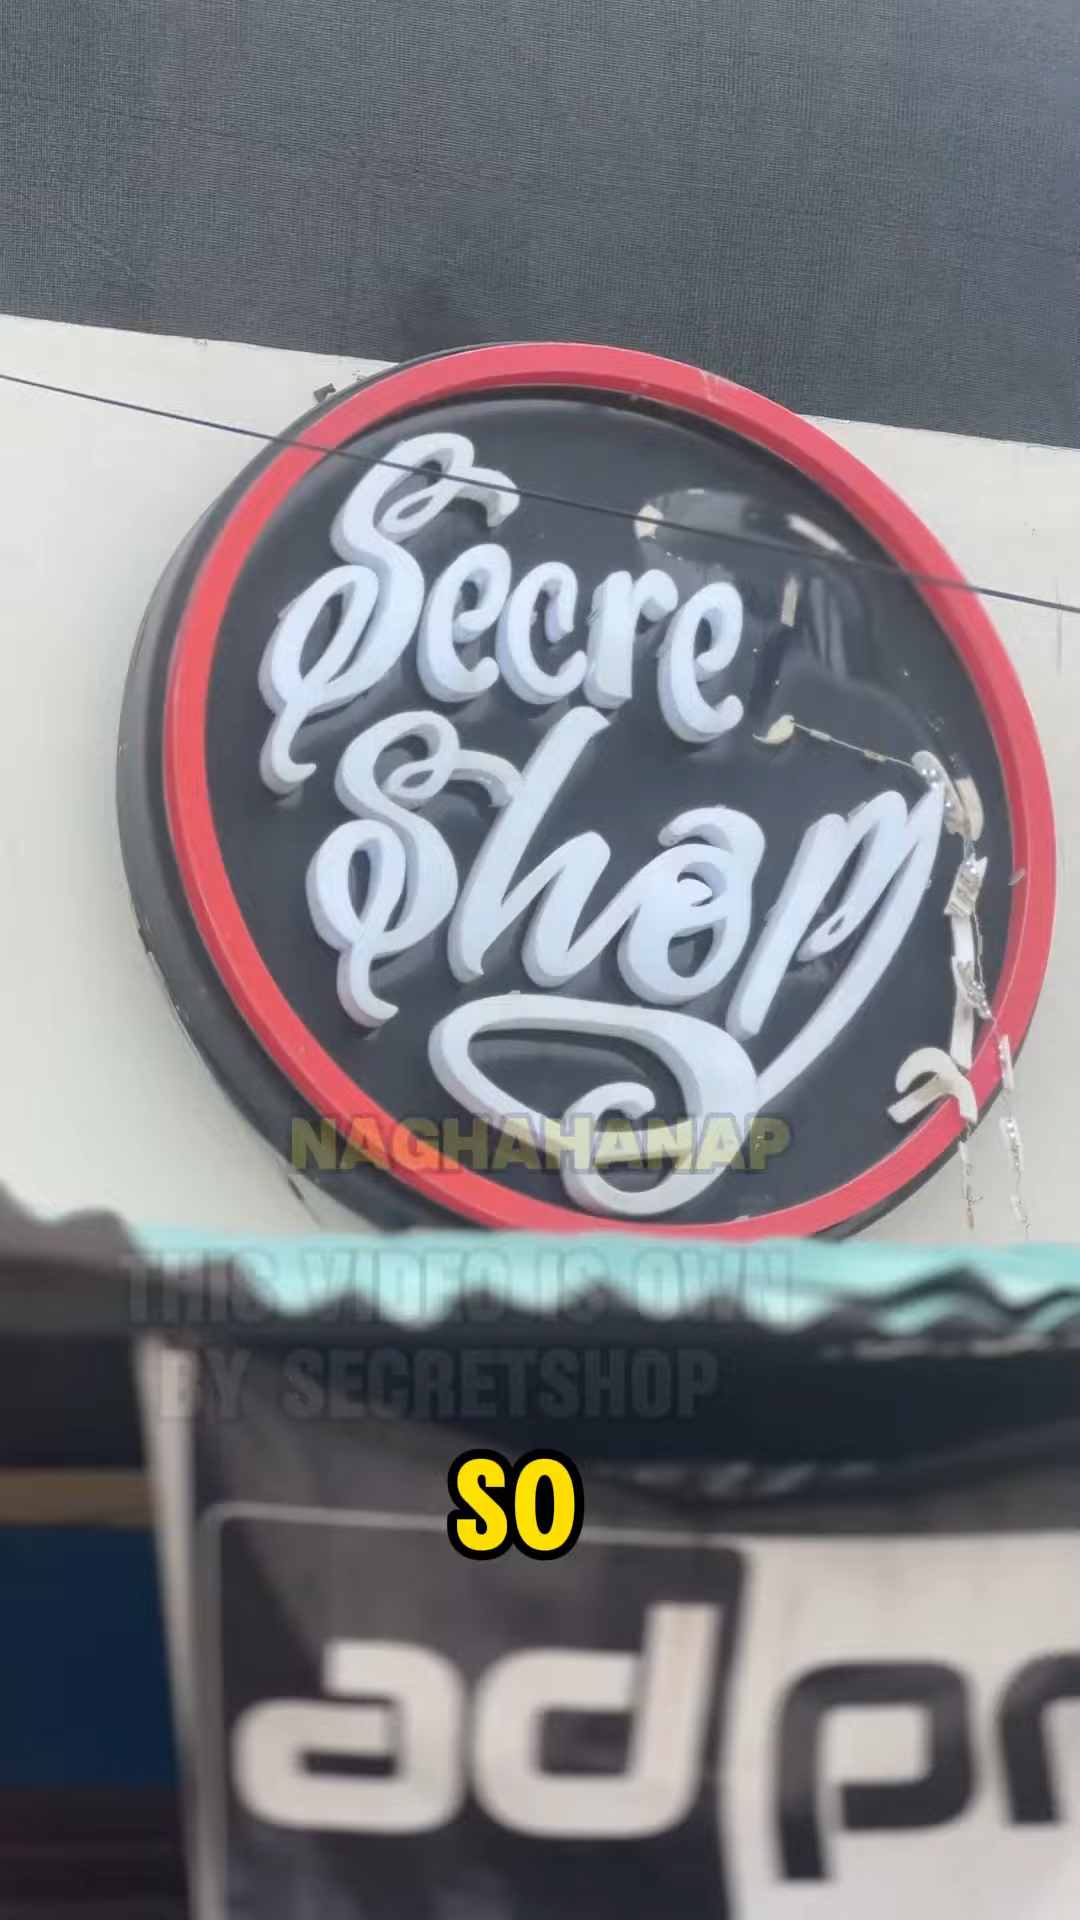 Secre
Shop
NAGHAHANAP
THIS VIDEO IS OWN
BY SECRETSHOP
SO
ad